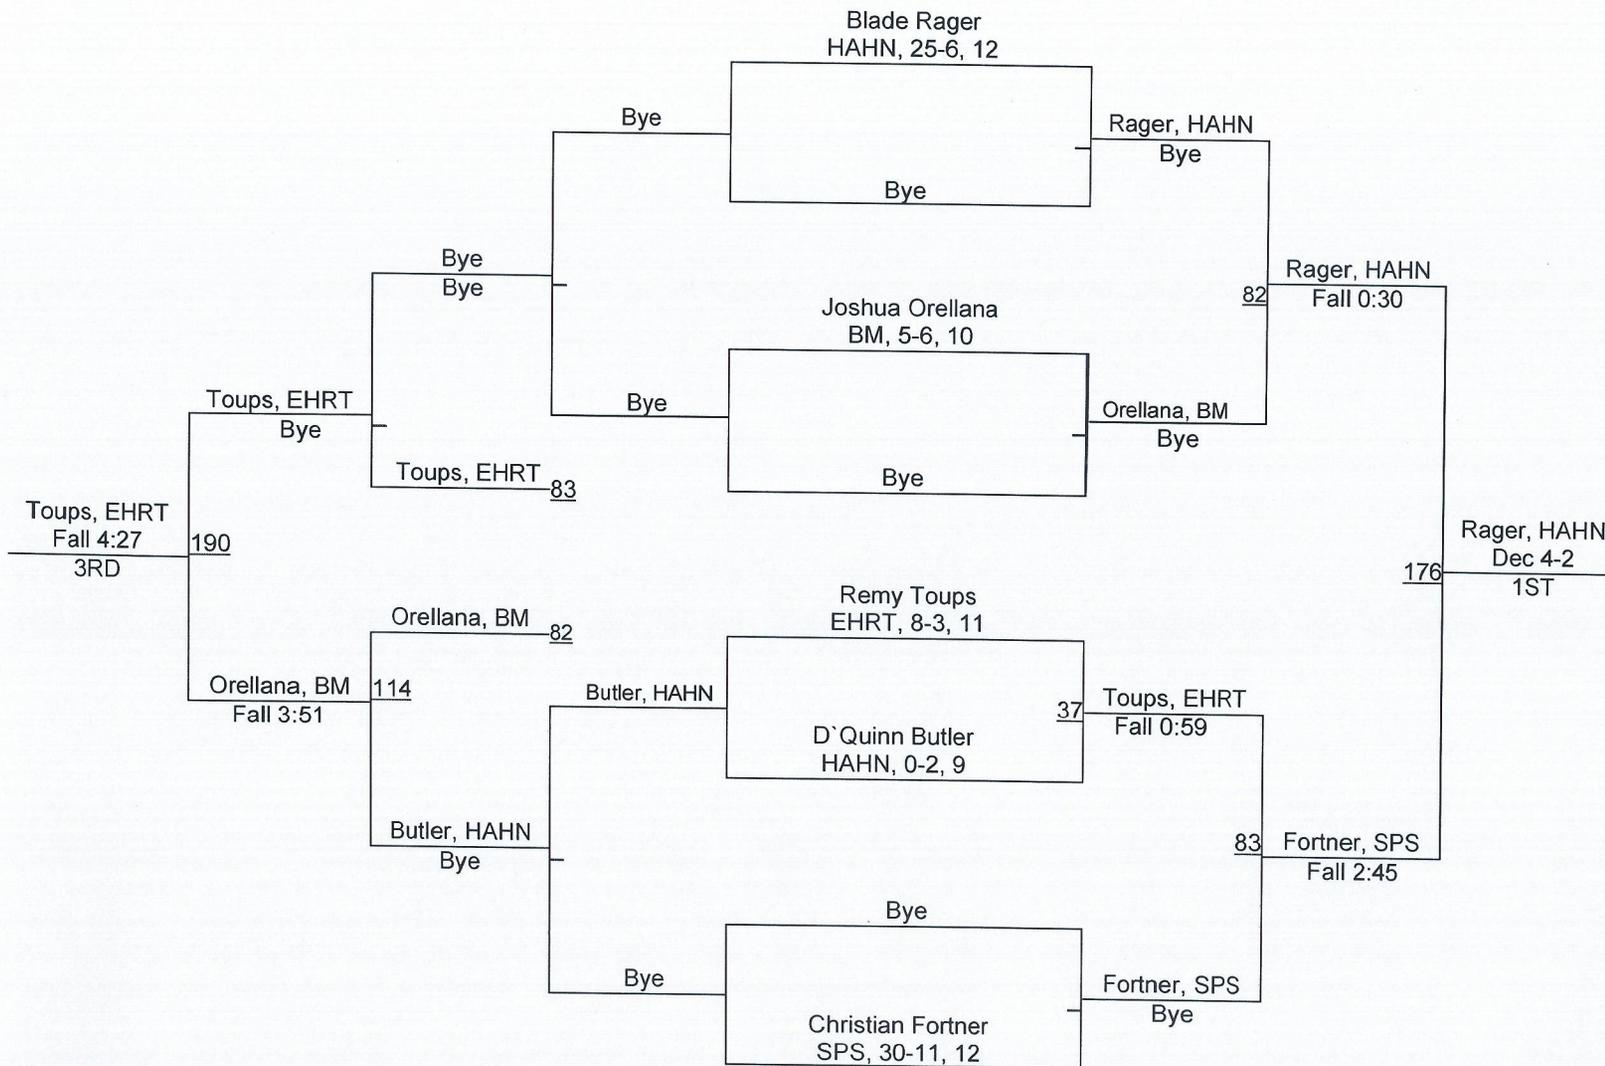 Blade Rager
HAHN, 25-6, 12
Bye
Rager, HAHN
Bye
Bye
Bye
Bye
Rager, HAHN
82
Fall 0:30
Joshua Orellana
BM, 5-6, 10
Toups, EHRT
Bye
Bye
Orellana, BM
Bye
Toups, EHRT
83
Bye
Toups, EHRT
Fall 4:27
3RD
190
Rager, HAHN
Dec 4-2
1ST
176
Remy Toups
EHRT, 8-3, 11
Orellana, BM
82
Orellana, BM
Fall 3:51
114
Butler, HAHN
37
Toups, EHRT
Fall 0:59
D`Quinn Butler
HAHN, 0-2, 9
Butler, HAHN
Bye
83
Fortner, SPS
Fall 2:45
Bye
Bye
Fortner, SPS
Bye
Christian Fortner
SPS, 30-11, 12